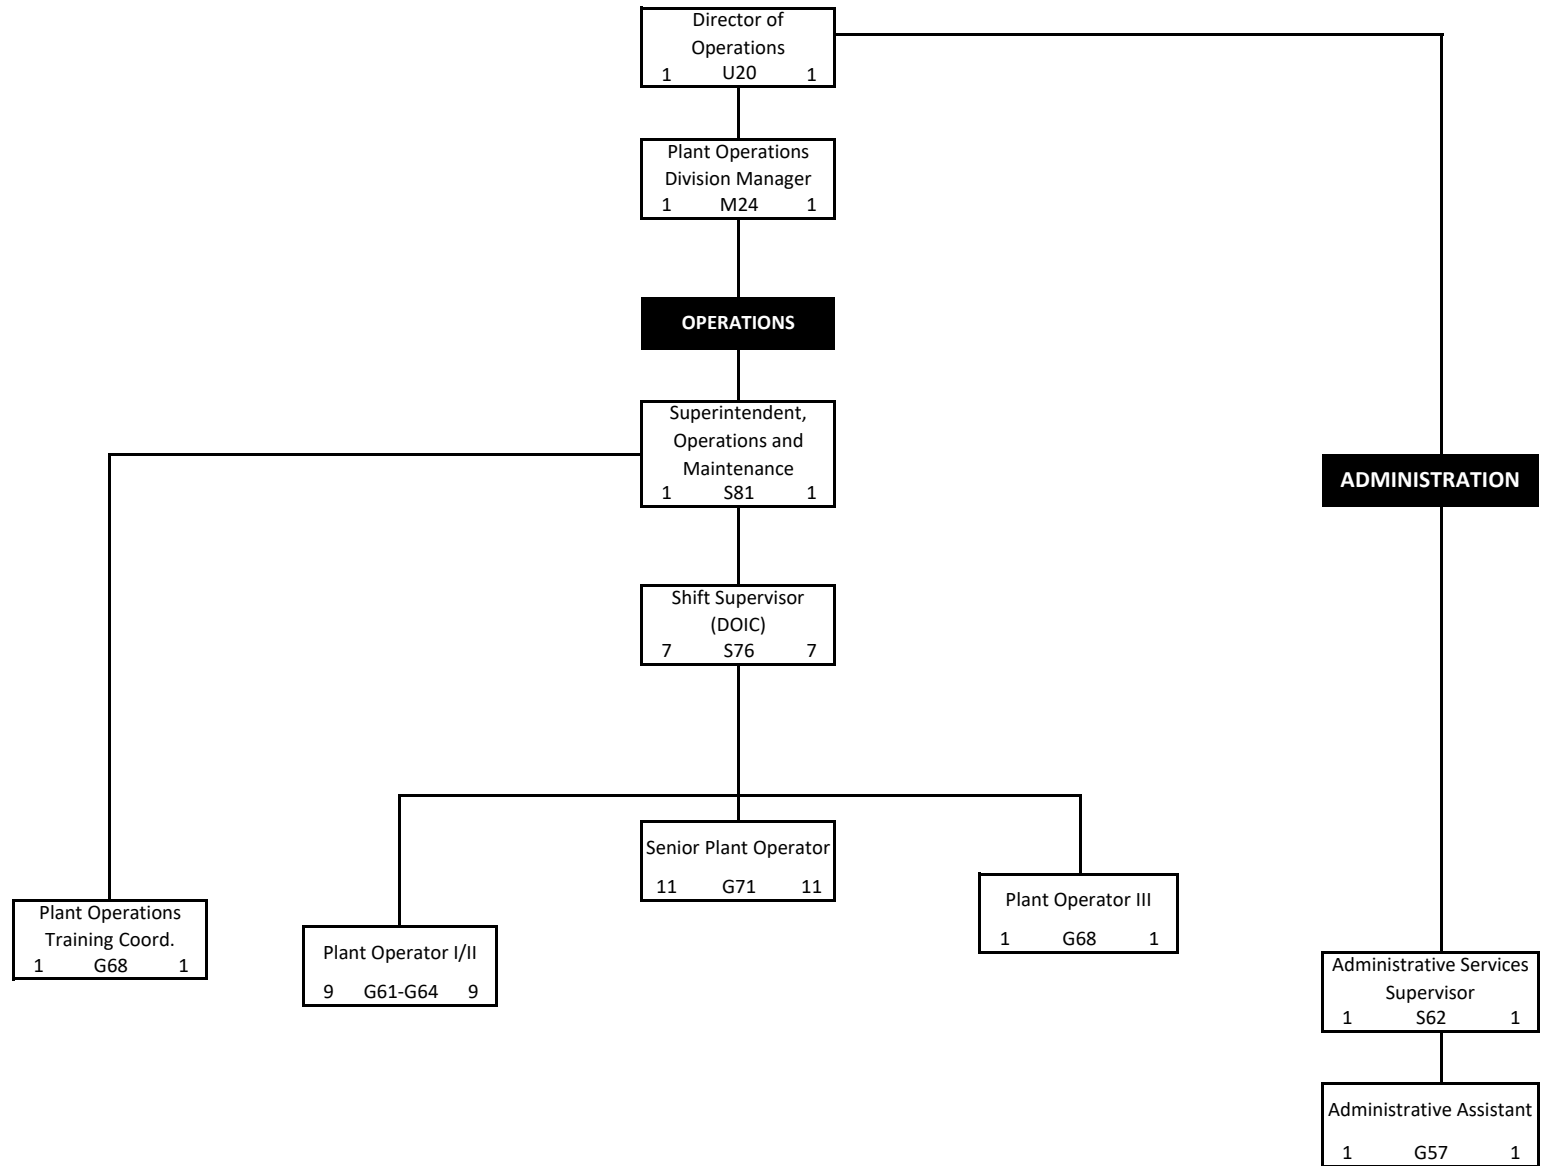 Director of
Operations
1 U20 1
Plant Operations
Division Manager
1 M24 1
OPERATIONS
Superintendent,
Operations and
Maintenance
1 S81 1
ADMINISTRATION
Shift Supervisor
(DOIC)
7 S76 7
Senior Plant Operator
11 G71 11
Plant Operator III
1 G68 1
Plant Operations
Training Coord.
1 G68 1
Plant Operator I/II
9 G61-G64 9
Administrative Services
Supervisor
1 S62 1
Administrative Assistant
1 G57 1